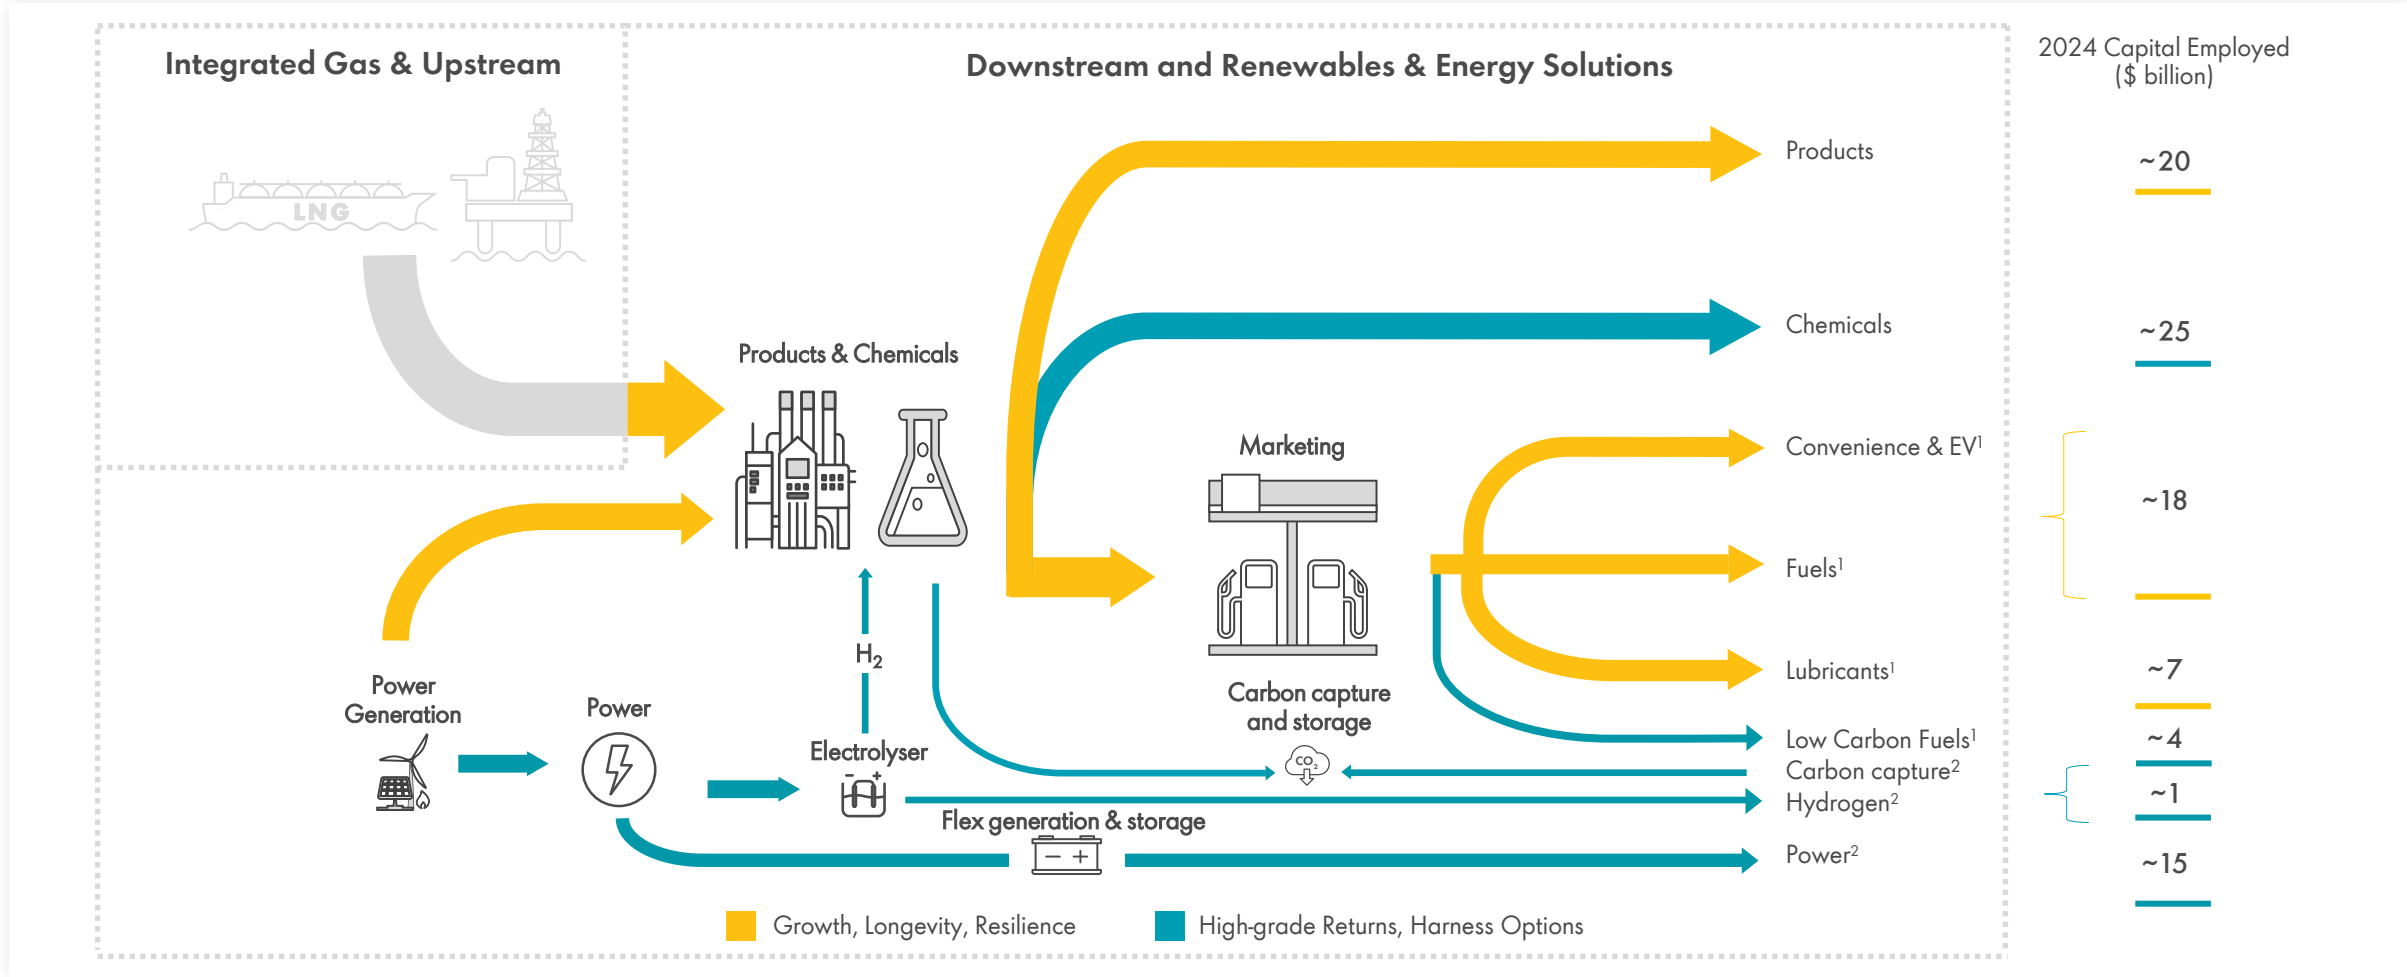 Integrated Gas & Upstream
Downstream and Renewables & Energy Solutions
2024 Capital Employed
($ billion)
LNG
Products
~20
Chemicals
~25
Products & Chemicals
Marketing
Convenience & EV¹
~18
Fuels¹
H₂
Lubricants¹
~7
Power
Generation
Power
Carbon capture
and storage
CO₂
Electrolyser
- +
Low Carbon Fuels¹
~4
Carbon capture²
Hydrogen²
~1
Flex generation & storage
− +
Power²
~15
Growth, Longevity, Resilience
High-grade Returns, Harness Options